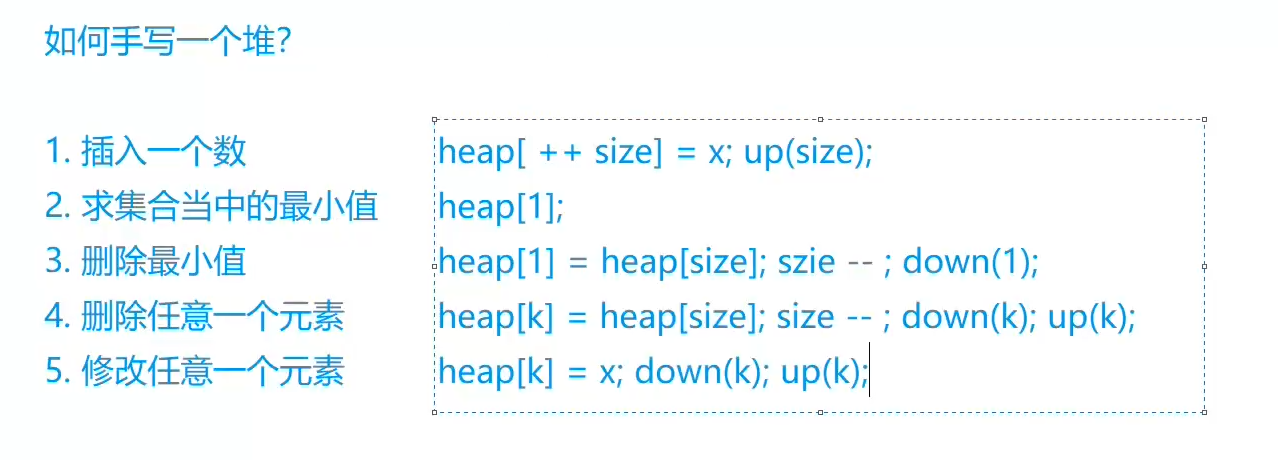 如何手写一个堆?
1. 插入一个数 heap[ ++ size] = x; up(size);
2. 求集合当中的最小值 heap[1];
3. 删除最小值 heap[1] = heap[size]; szie -- ; down(1);
4. 删除任意一个元素 heap[k] = heap[size]; size -- ; down(k); up(k);
5. 修改任意一个元素 heap[k] = x; down(k); up(k);